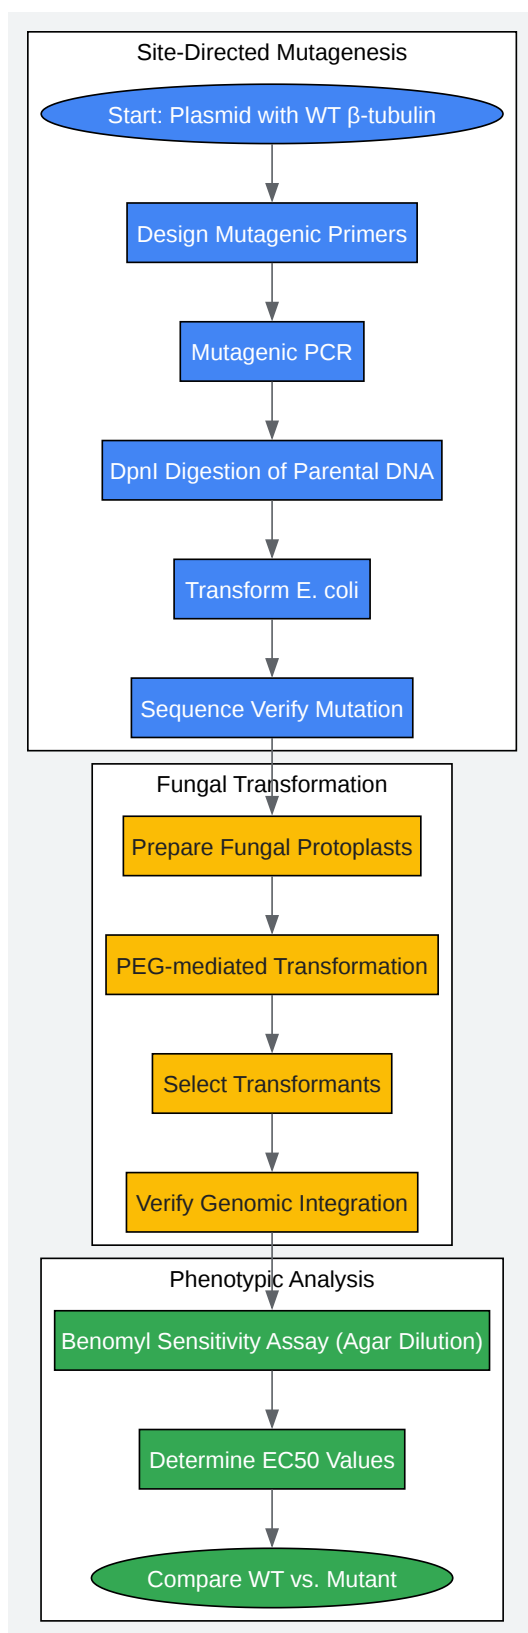 Site-Directed Mutagenesis
Start: Plasmid with WT β-tubulin
Design Mutagenic Primers
Mutagenic PCR
DpnI Digestion of Parental DNA
Transform E. coli
Sequence Verify Mutation
Fungal Transformation
Prepare Fungal Protoplasts
PEG-mediated Transformation
Select Transformants
Verify Genomic Integration
Phenotypic Analysis
Benomyl Sensitivity Assay (Agar Dilution)
Determine EC50 Values
Compare WT vs. Mutant